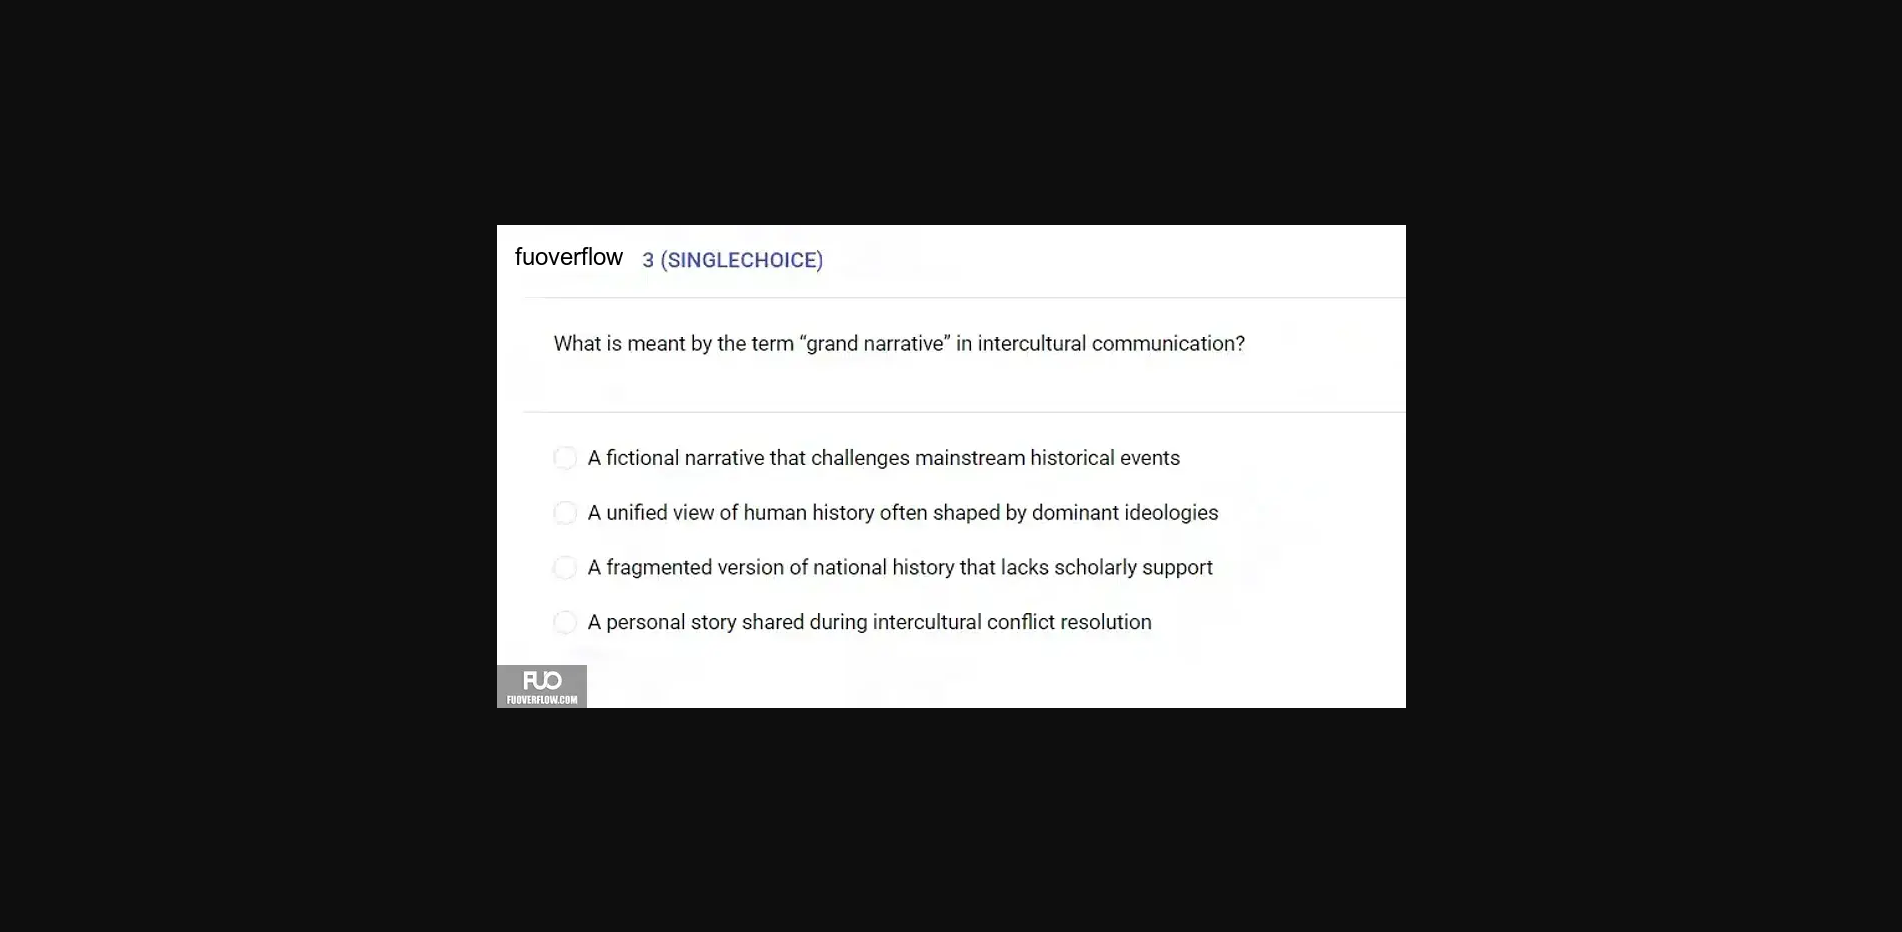 fuoverflow 3 (SINGLECHOICE)
What is meant by the term “grand narrative” in intercultural communication?
A fictional narrative that challenges mainstream historical events
A unified view of human history often shaped by dominant ideologies
A fragmented version of national history that lacks scholarly support
A personal story shared during intercultural conflict resolution
FUO
FUOVERFLOW.COM